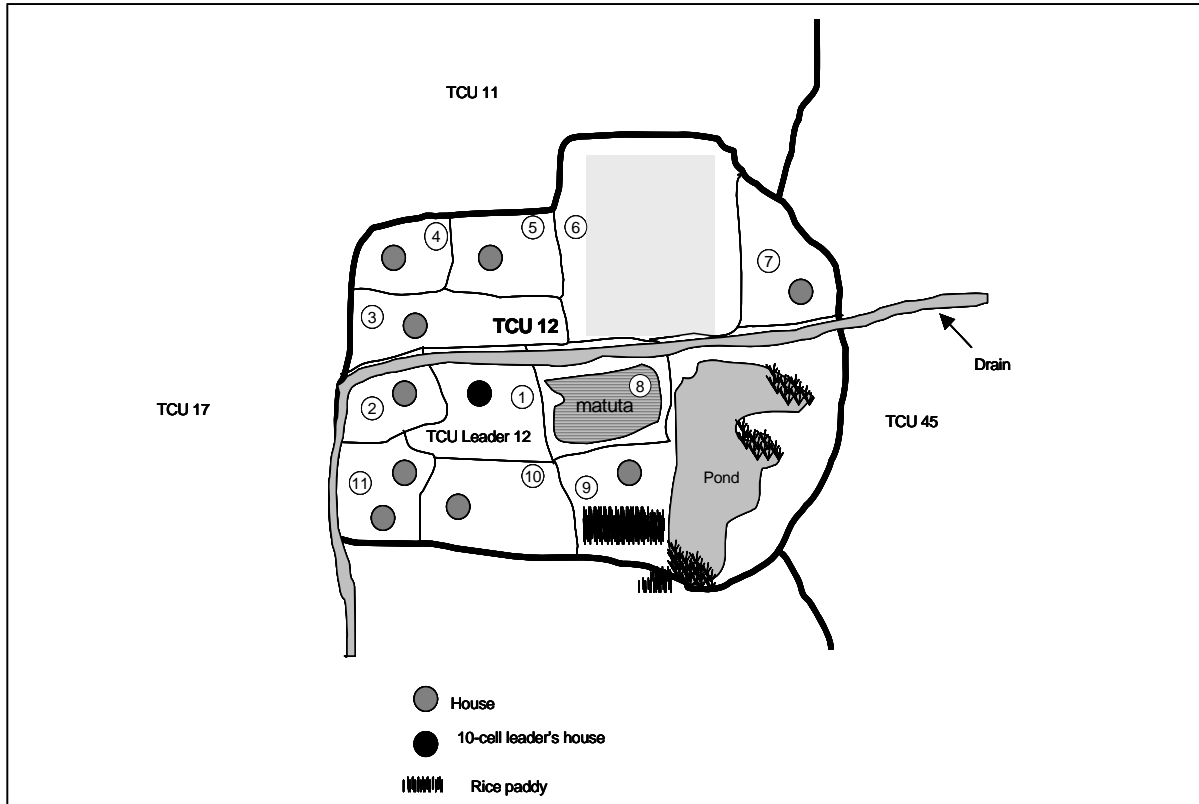 TCU 11
4
5
6
7
3
TCU 12
Drain
TCU 17
2
1
8
matuta
TCU 45
TCU Leader 12
11
10
9
Pond
House
10-cell leader's house
Rice paddy